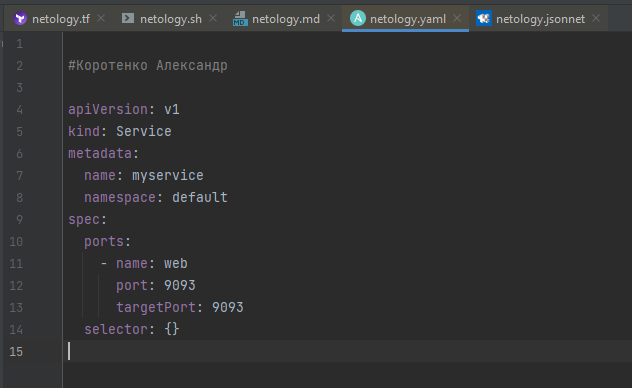 netology.tf netology.sh netology.md netology.yaml netology.jsonnet
1
2 #Коротенко Александр
3
4 apiVersion: v1
5 kind: Service
6 metadata:
7   name: myservice
8   namespace: default
9 spec:
10   ports:
11     - name: web
12       port: 9093
13       targetPort: 9093
14   selector: {}
15